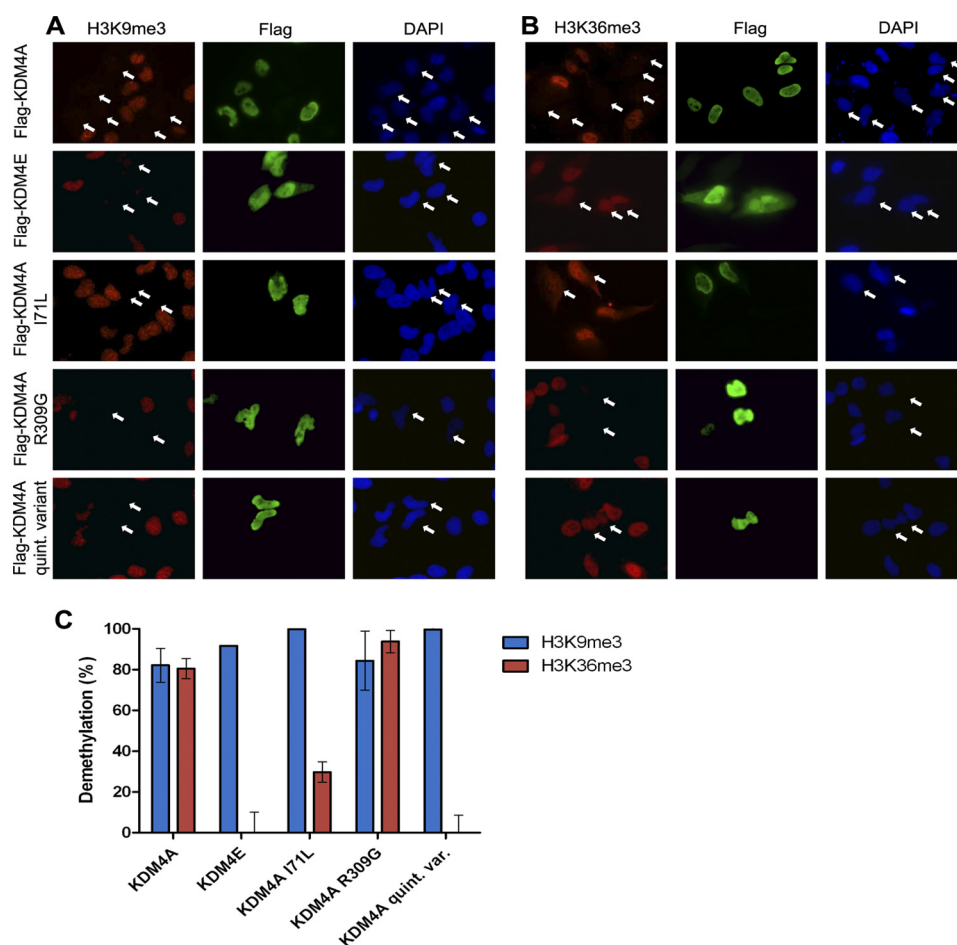 A
B
H3K9me3
Flag
DAPI
H3K36me3
Flag
DAPI
Flag-KDM4A
Flag-KDM4E
Flag-KDM4A
I71L
Flag-KDM4A
R309G
Flag-KDM4A
quint. variant
C
Demethylation (%)
100
80
60
40
20
0
KDM4A
KDM4E
KDM4A I71L
KDM4A R309G
KDM4A quint. var.
H3K9me3
H3K36me3